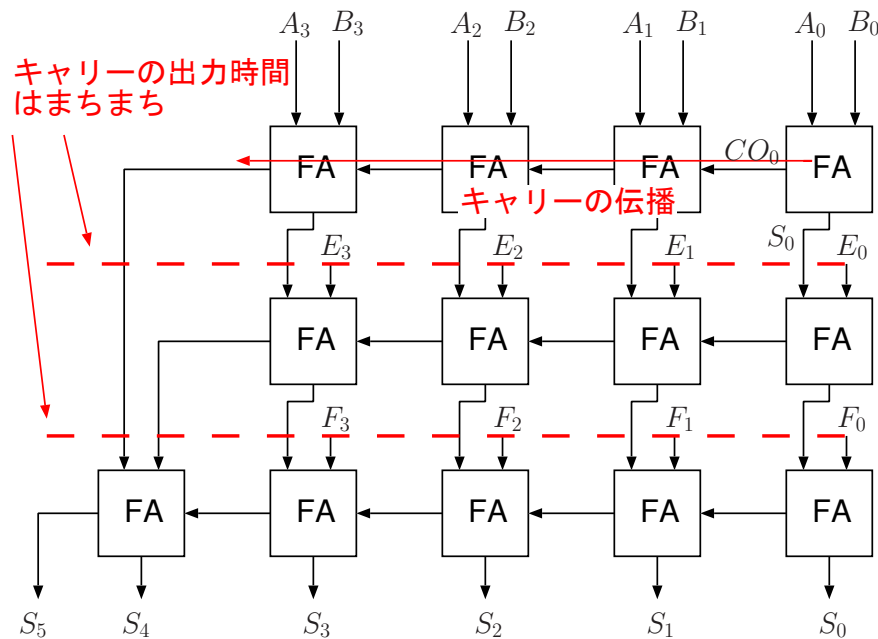 A₃ B₃ A₂ B₂ A₁ B₁ A₀ B₀
キャリーの出力時間
はまちまち
FA FA FA CO₀ FA
キャリーの伝播
S₀
E₃ E₂ E₁ E₀
FA FA FA FA
F₃ F₂ F₁ F₀
FA FA FA FA FA
S₅ S₄ S₃ S₂ S₁ S₀